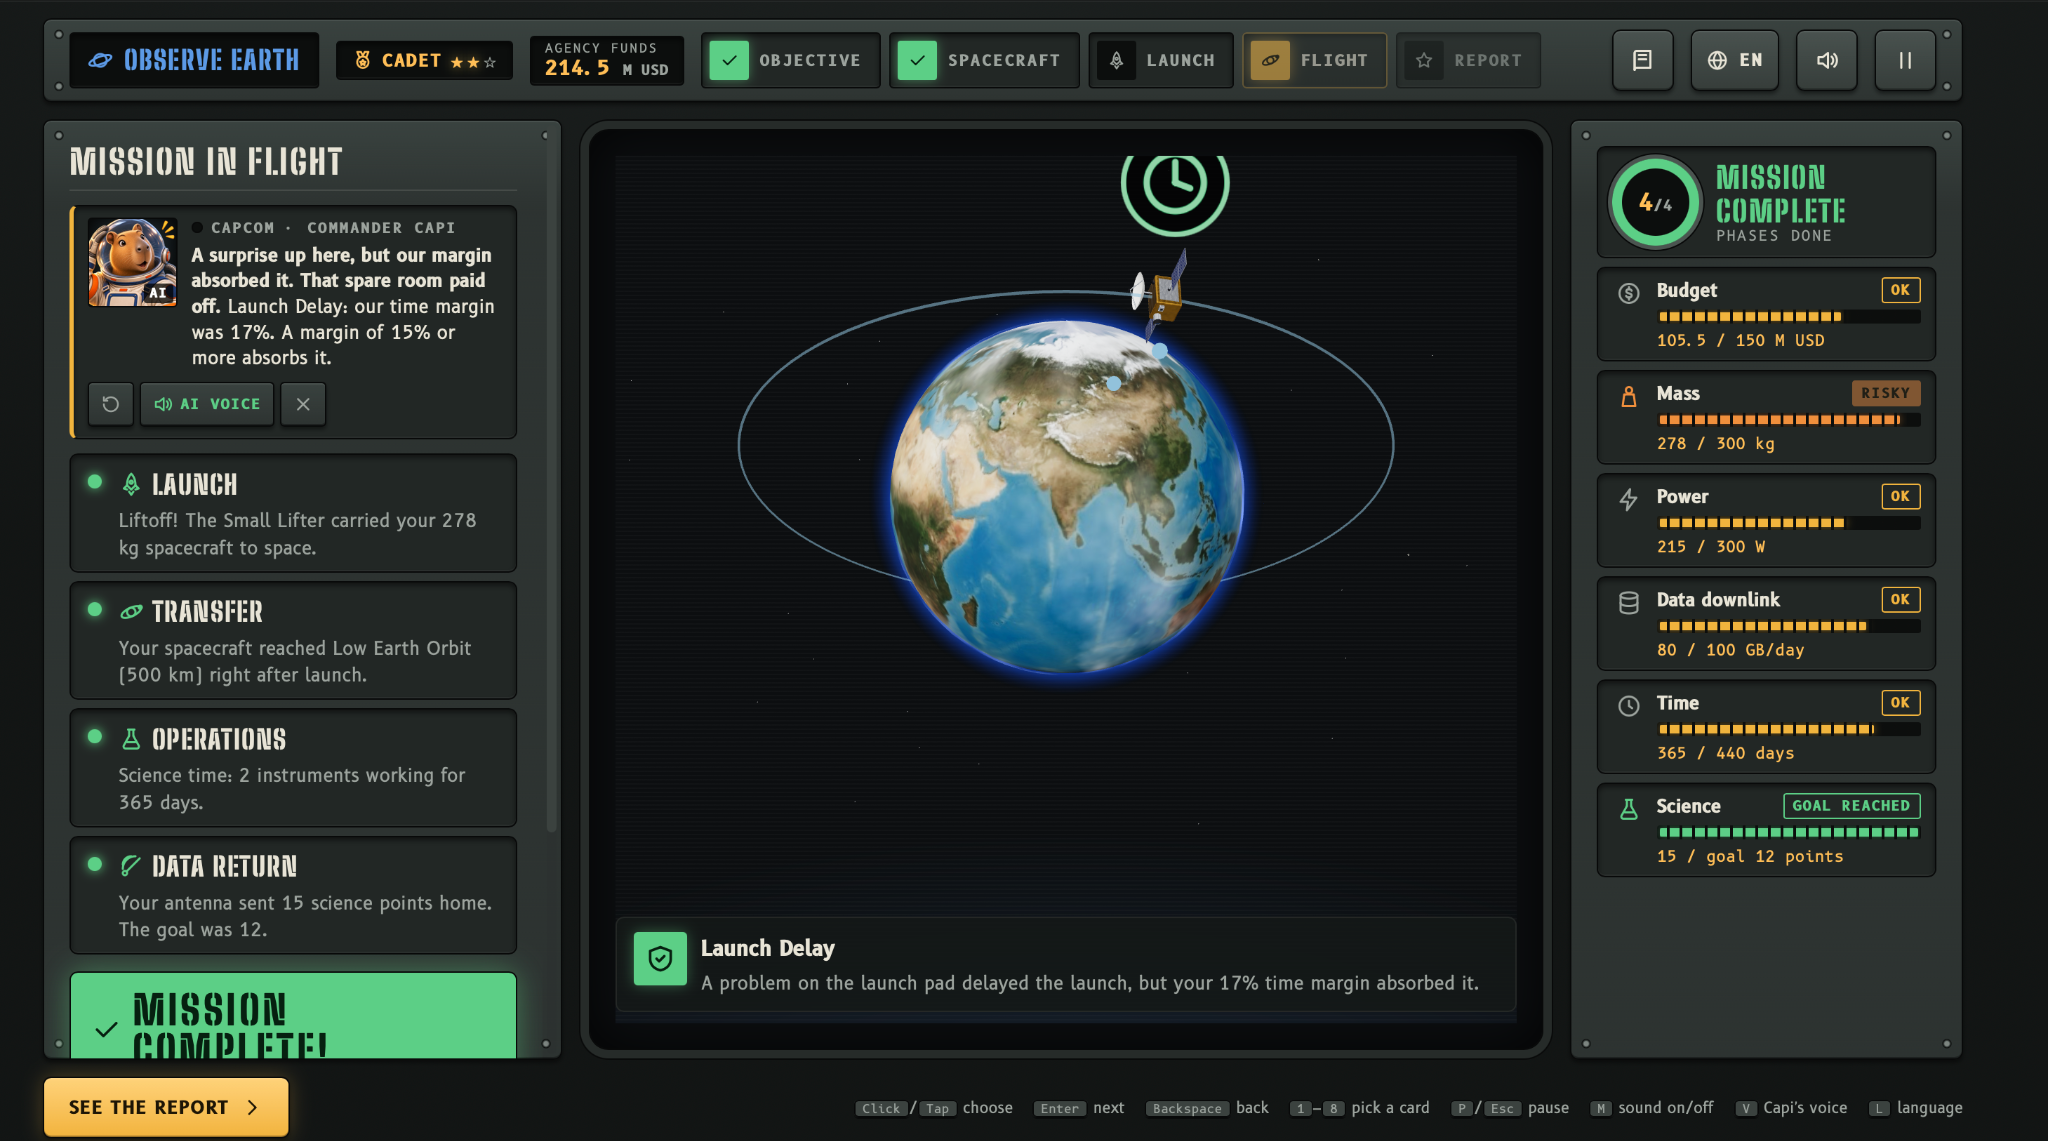 OBSERVE EARTH
CADET
AGENCY FUNDS
214.5 M USD
OBJECTIVE
SPACECRAFT
LAUNCH
FLIGHT
REPORT
EN
MISSION IN FLIGHT
CAPCOM · COMMANDER CAPI
A surprise up here, but our margin
absorbed it. That spare room paid
off. Launch Delay: our time margin
was 17%. A margin of 15% or
more absorbs it.
AI
AI VOICE
LAUNCH
Liftoff! The Small Lifter carried your 278
kg spacecraft to space.
TRANSFER
Your spacecraft reached Low Earth Orbit
(500 km) right after launch.
OPERATIONS
Science time: 2 instruments working for
365 days.
DATA RETURN
Your antenna sent 15 science points home.
The goal was 12.
MISSION
COMPLETE!
SEE THE REPORT
Launch Delay
A problem on the launch pad delayed the launch, but your 17% time margin absorbed it.
4/4
MISSION
COMPLETE
PHASES DONE
Budget
OK
105.5 / 150 M USD
Mass
RISKY
278 / 300 kg
Power
OK
215 / 300 W
Data downlink
OK
80 / 100 GB/day
Time
OK
365 / 440 days
Science
GOAL REACHED
15 / goal 12 points
Click / Tap choose Enter next Backspace back 1–8 pick a card P / Esc pause M sound on/off V Capi's voice L language